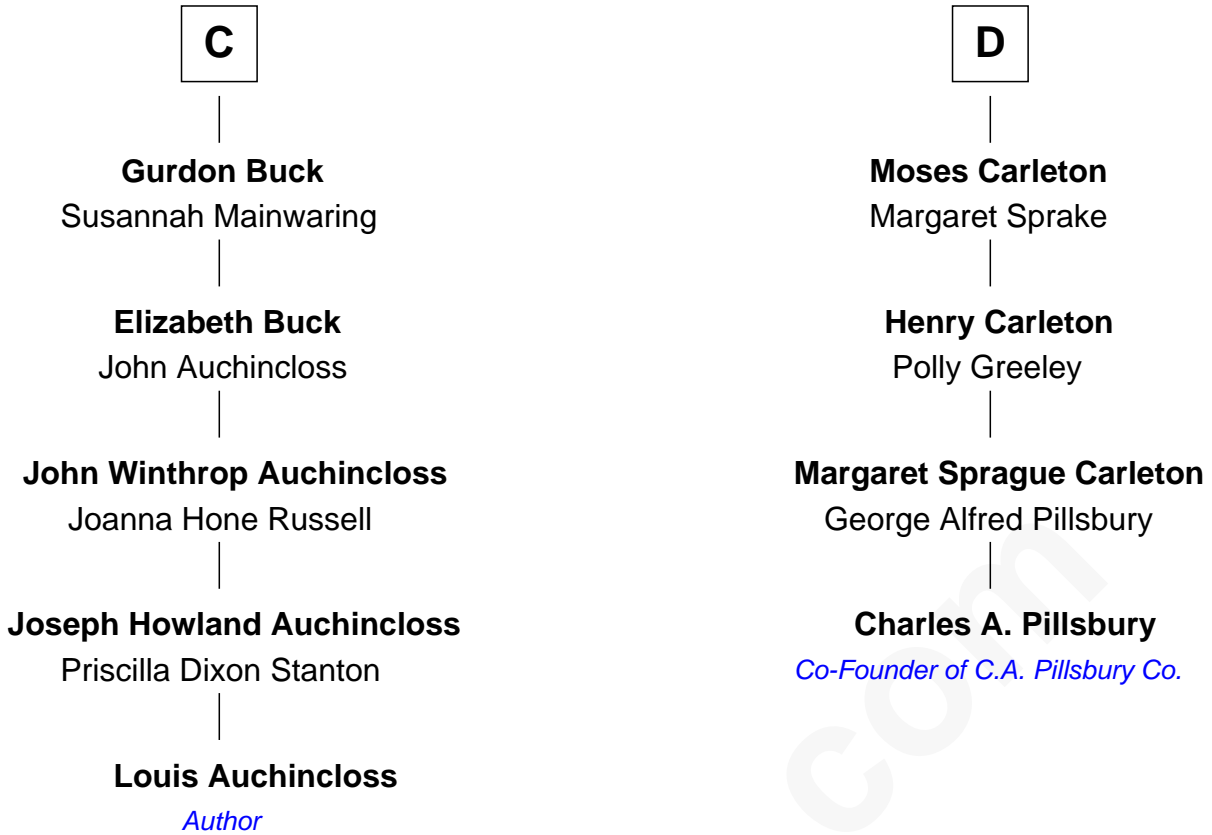 C
Gurdon Buck
Susannah Mainwaring
Elizabeth Buck
John Auchincloss
John Winthrop Auchincloss
Joanna Hone Russell
Joseph Howland Auchincloss
Priscilla Dixon Stanton
Louis Auchincloss
Author
D
Moses Carleton
Margaret Sprake
Henry Carleton
Polly Greeley
Margaret Sprague Carleton
George Alfred Pillsbury
Charles A. Pillsbury
Co-Founder of C.A. Pillsbury Co.
com